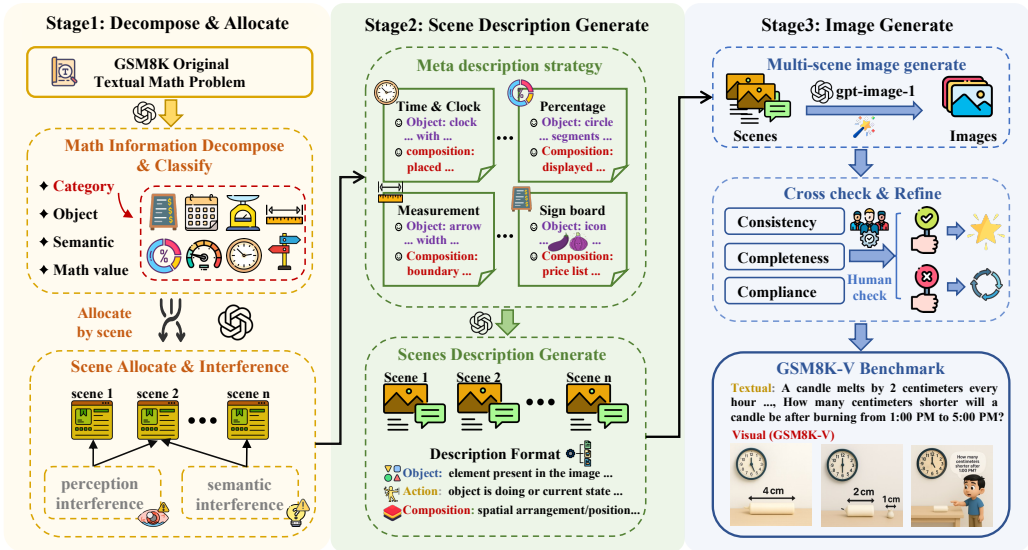 Stage1: Decompose & Allocate
GSM8K Original
Textual Math Problem
Math Information Decompose
& Classify
Category
Object
Semantic
Math value
Allocate
by scene
Scene Allocate & Interference
scene 1
scene 2
scene n
perception
interference
semantic
interference
Stage2: Scene Description Generate
Meta description strategy
Time & Clock
Object: clock
... with ...
composition:
placed ...
Percentage
Object: circle
... segments ...
Composition:
displayed ...
Measurement
Object: arrow
... width ...
Composition:
boundary ...
Sign board
Object: icon
... ...
Composition:
price list ...
Scenes Description Generate
Scene 1
Scene 2
Scene n
Description Format
Object: element present in the image ...
Action: object is doing or current state ...
Composition: spatial arrangement/position...
Stage3: Image Generate
Multi-scene image generate
gpt-image-1
Scenes
Images
Cross check & Refine
Consistency
Completeness
Compliance
Human
check
GSM8K-V Benchmark
Textual: A candle melts by 2 centimeters every
hour ..., How many centimeters shorter will a
candle be after burning from 1:00 PM to 5:00 PM?
Visual (GSM8K-V)
4 cm
2 cm
1 cm
How many
centimeters
shorter after
1:00 PM?